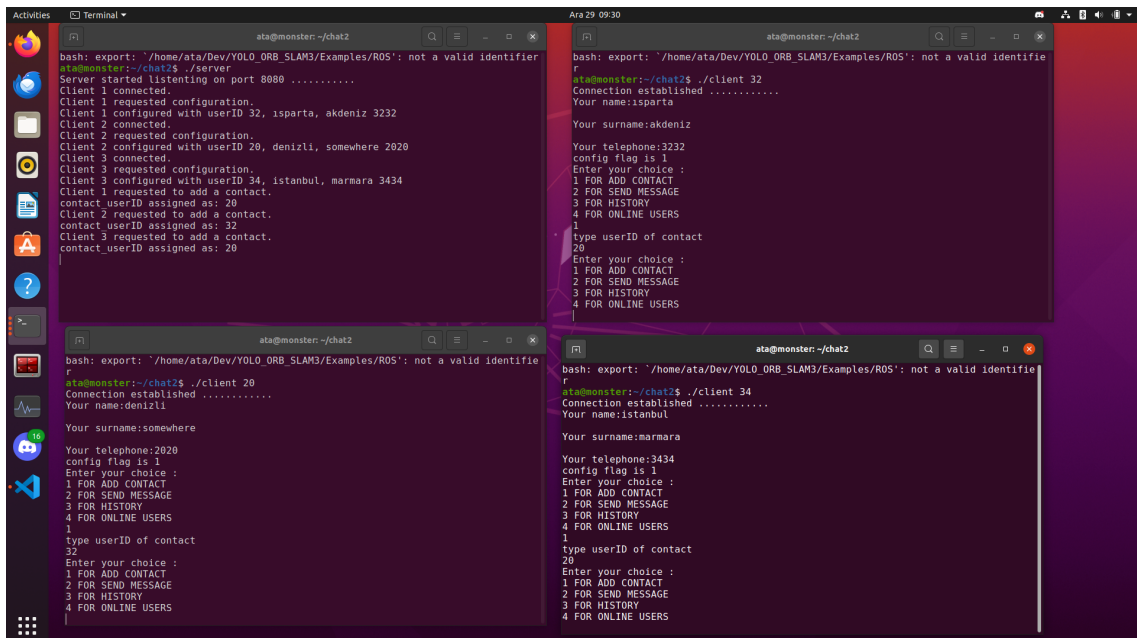 Activities
Terminal
Ara 29 09:30
ata@monster: ~/chat2
bash: export: `/home/ata/Dev/YOLO_ORB_SLAM3/Examples/ROS': not a valid identifier
ata@monster:~/chat2$ ./server
Server started listenting on port 8080 ...........
Client 1 connected.
Client 1 requested configuration.
Client 1 configured with userID 32, ısparta, akdeniz 3232
Client 2 connected.
Client 2 requested configuration.
Client 2 configured with userID 20, denizli, somewhere 2020
Client 3 connected.
Client 3 requested configuration.
Client 3 configured with userID 34, istanbul, marmara 3434
Client 1 requested to add a contact.
contact_userID assigned as: 20
Client 2 requested to add a contact.
contact_userID assigned as: 32
Client 3 requested to add a contact.
contact_userID assigned as: 20
ata@monster: ~/chat2
bash: export: `/home/ata/Dev/YOLO_ORB_SLAM3/Examples/ROS': not a valid identifie
r
ata@monster:~/chat2$ ./client 32
Connection established ............
Your name:ısparta
Your surname:akdeniz
Your telephone:3232
config flag is 1
Enter your choice :
1 FOR ADD CONTACT
2 FOR SEND MESSAGE
3 FOR HISTORY
4 FOR ONLINE USERS
1
type userID of contact
20
Enter your choice :
1 FOR ADD CONTACT
2 FOR SEND MESSAGE
3 FOR HISTORY
4 FOR ONLINE USERS
ata@monster: ~/chat2
bash: export: `/home/ata/Dev/YOLO_ORB_SLAM3/Examples/ROS': not a valid identifie
r
ata@monster:~/chat2$ ./client 20
Connection established ............
Your name:denizli
Your surname:somewhere
Your telephone:2020
config flag is 1
Enter your choice :
1 FOR ADD CONTACT
2 FOR SEND MESSAGE
3 FOR HISTORY
4 FOR ONLINE USERS
1
type userID of contact
32
Enter your choice :
1 FOR ADD CONTACT
2 FOR SEND MESSAGE
3 FOR HISTORY
4 FOR ONLINE USERS
ata@monster: ~/chat2
bash: export: `/home/ata/Dev/YOLO_ORB_SLAM3/Examples/ROS': not a valid identifie
r
ata@monster:~/chat2$ ./client 34
Connection established ............
Your name:istanbul
Your surname:marmara
Your telephone:3434
config flag is 1
Enter your choice :
1 FOR ADD CONTACT
2 FOR SEND MESSAGE
3 FOR HISTORY
4 FOR ONLINE USERS
1
type userID of contact
20
Enter your choice :
1 FOR ADD CONTACT
2 FOR SEND MESSAGE
3 FOR HISTORY
4 FOR ONLINE USERS
16